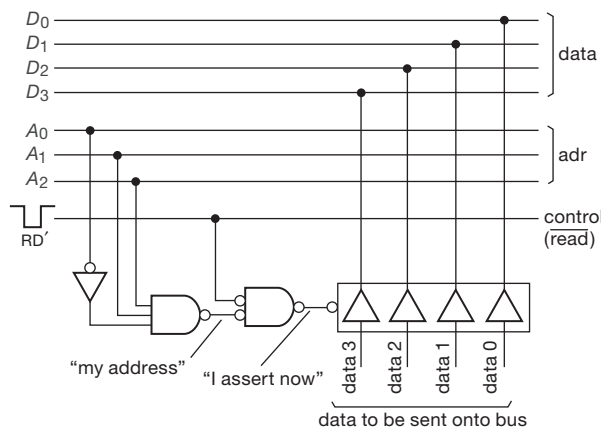 D0
D1
D2
D3
data
A0
A1
A2
adr
RD′
control
(read)
"my address"
"I assert now"
data 3
data 2
data 1
data 0
data to be sent onto bus